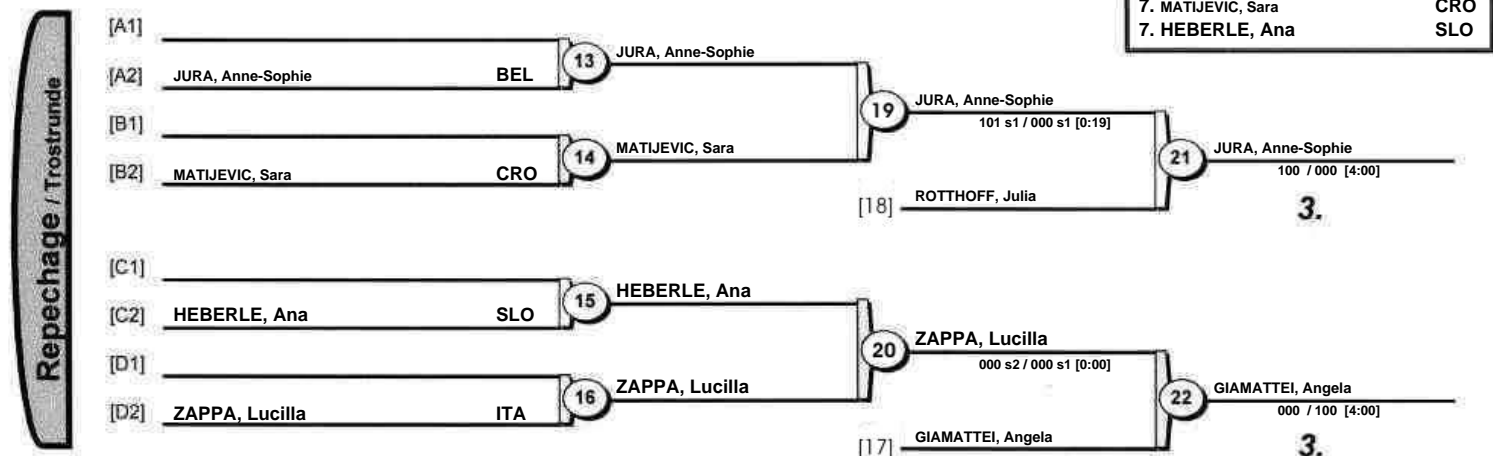 7. MATIJEVIC, Sara CRO
7. HEBERLE, Ana SLO
Repechage / Trostrunde
[A1]
[A2] JURA, Anne-Sophie BEL
13 JURA, Anne-Sophie
[B1]
[B2] MATIJEVIC, Sara CRO
14 MATIJEVIC, Sara
19 JURA, Anne-Sophie
101 s1 / 000 s1 [0:19]
[18] ROTTHOFF, Julia
21 JURA, Anne-Sophie
100 / 000 [4:00]
3.
[C1]
[C2] HEBERLE, Ana SLO
15 HEBERLE, Ana
[D1]
[D2] ZAPPA, Lucilla ITA
16 ZAPPA, Lucilla
20 ZAPPA, Lucilla
000 s2 / 000 s1 [0:00]
[17] GIAMATTEI, Angela
22 GIAMATTEI, Angela
000 / 100 [4:00]
3.